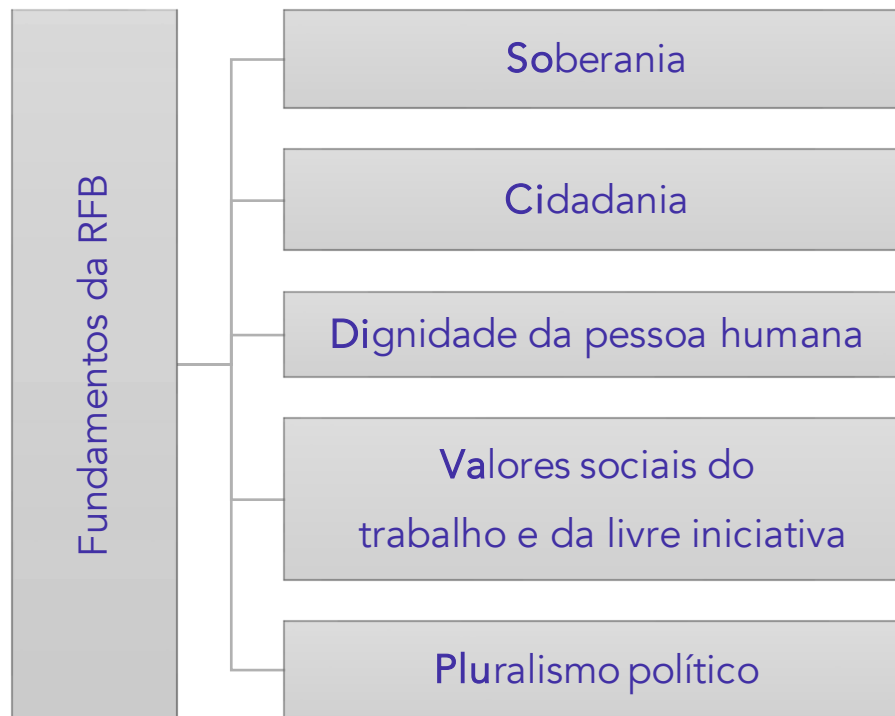 Fundamentos da RFB
Soberania
Cidadania
Dignidade da pessoa humana
Valores sociais do
trabalho e da livre iniciativa
Pluralismo político